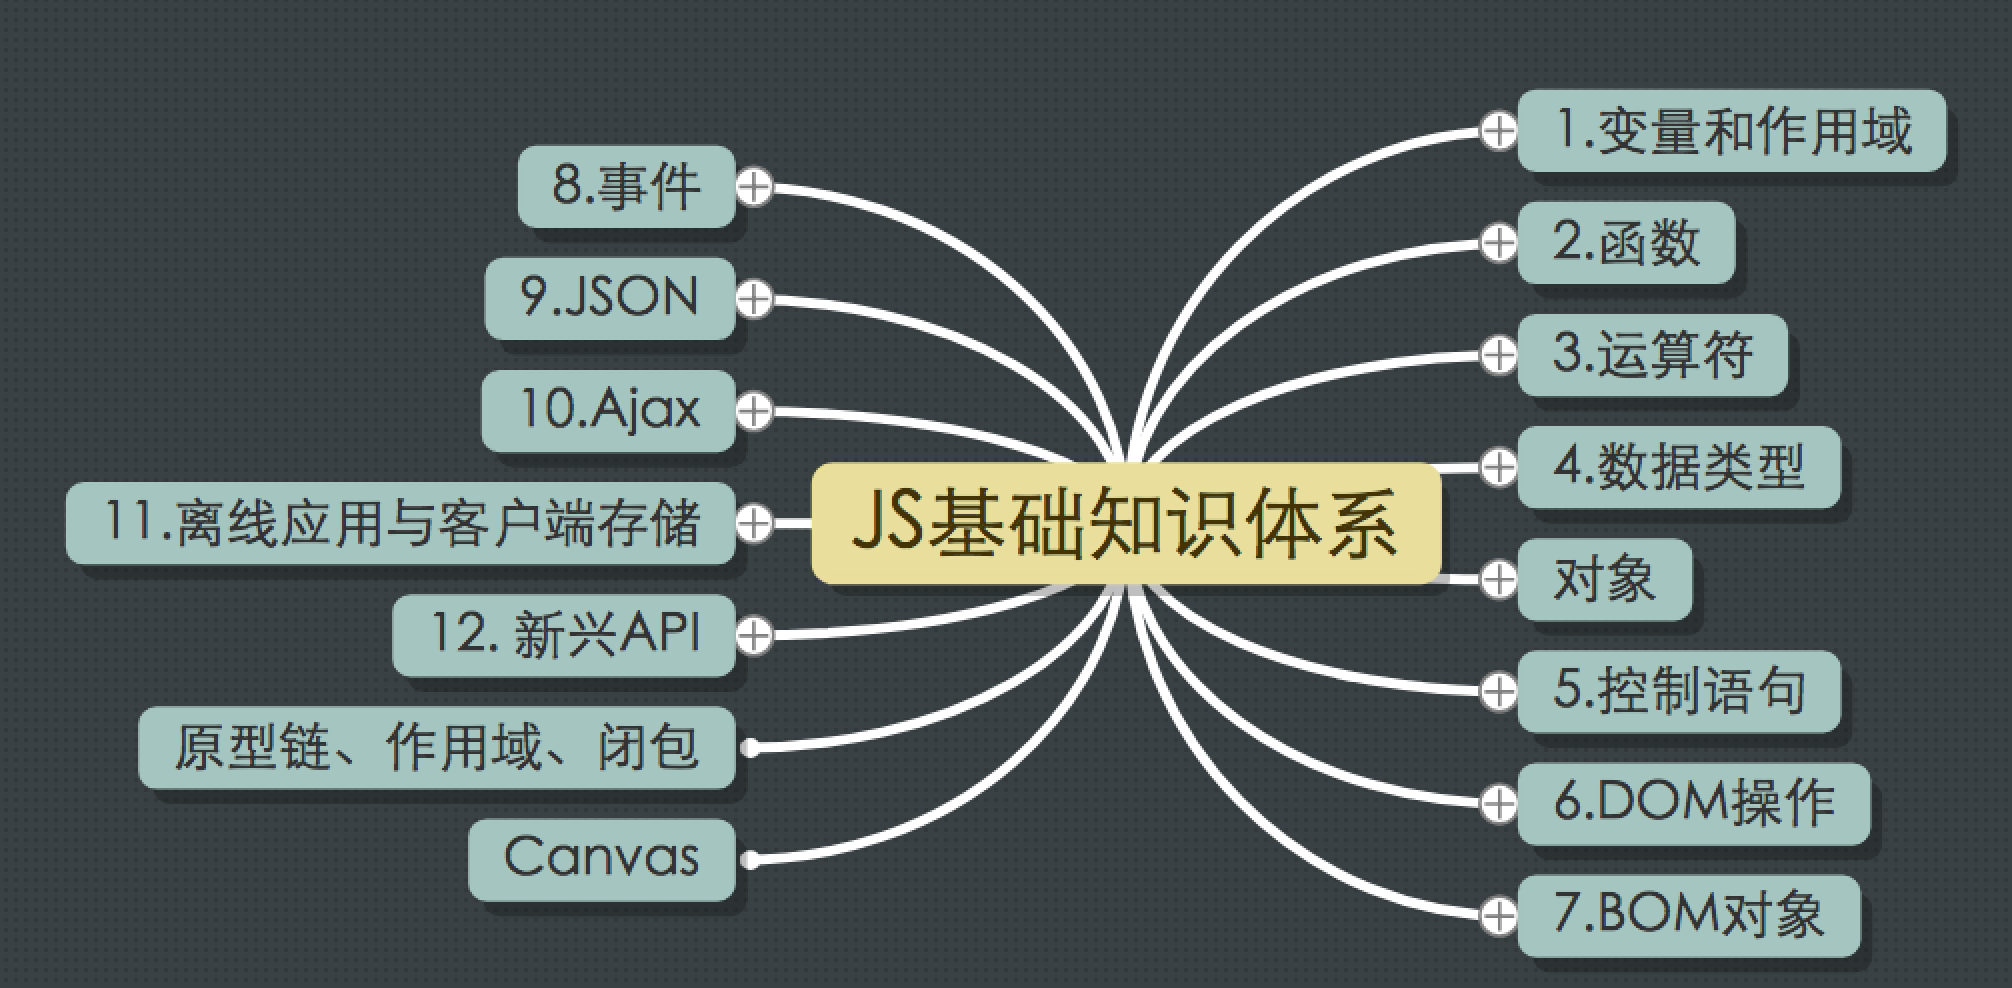 JS基础知识体系
1.变量和作用域
2.函数
3.运算符
4.数据类型
对象
5.控制语句
6.DOM操作
7.BOM对象
8.事件
9.JSON
10.Ajax
11.离线应用与客户端存储
12. 新兴API
原型链、作用域、闭包
Canvas